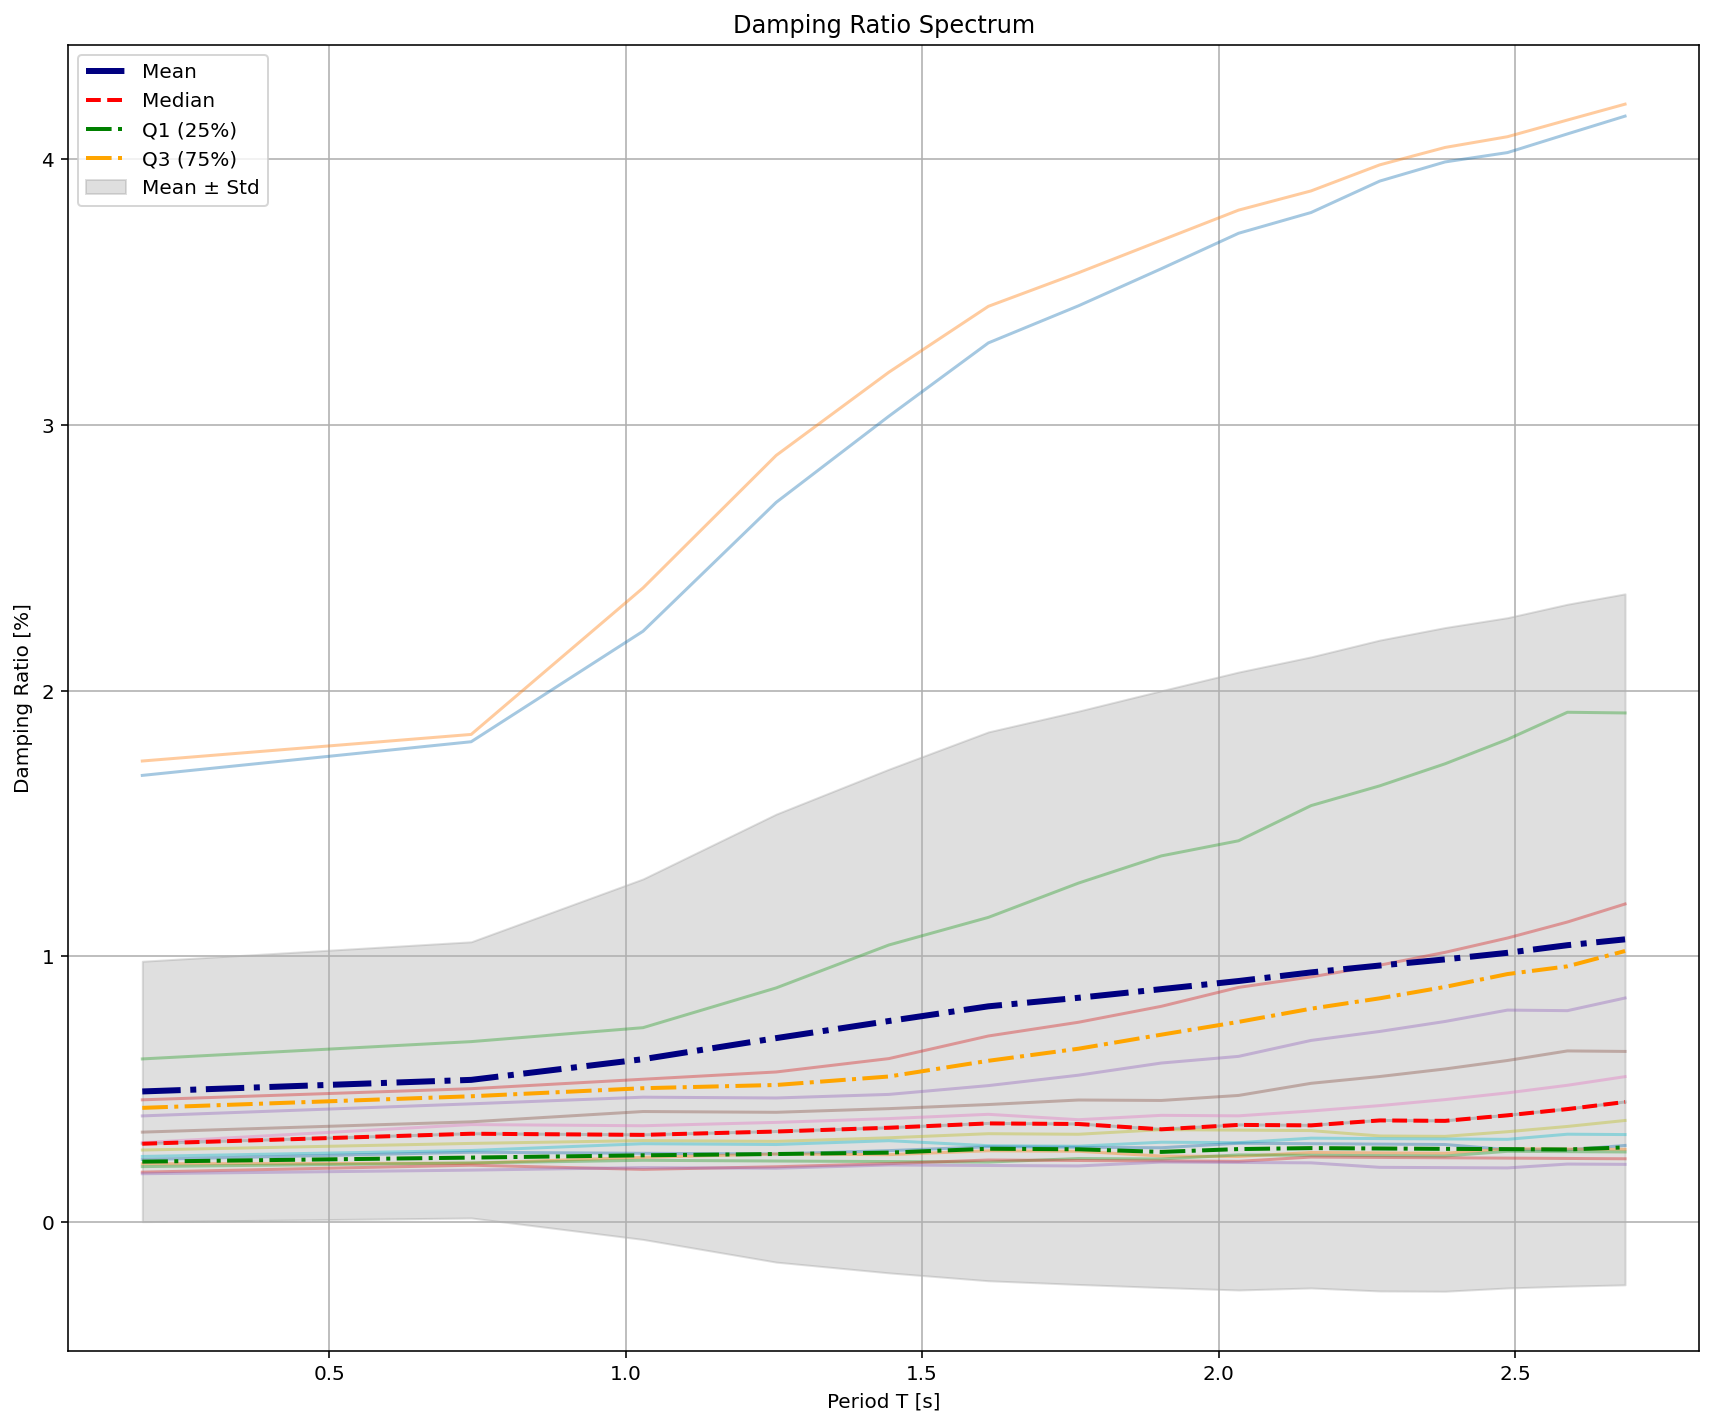 Damping Ratio Spectrum
Mean
Median
Q1 (25%)
Q3 (75%)
Mean ± Std
Damping Ratio [%]
4
3
2
1
0
0.5 1.0 1.5 2.0 2.5
Period T [s]